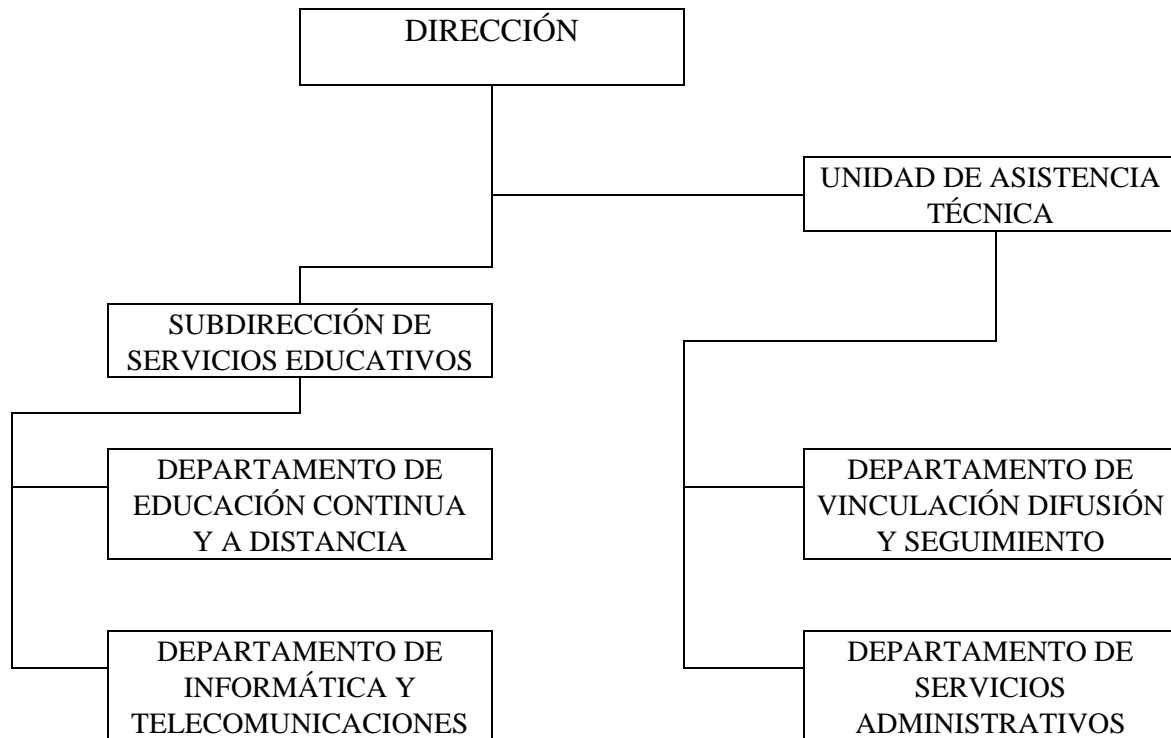 DIRECCIÓN
UNIDAD DE ASISTENCIA
TÉCNICA
SUBDIRECCIÓN DE
SERVICIOS EDUCATIVOS
DEPARTAMENTO DE
EDUCACIÓN CONTINUA
Y A DISTANCIA
DEPARTAMENTO DE
VINCULACIÓN DIFUSIÓN
Y SEGUIMIENTO
DEPARTAMENTO DE
INFORMÁTICA Y
TELECOMUNICACIONES
DEPARTAMENTO DE
SERVICIOS
ADMINISTRATIVOS